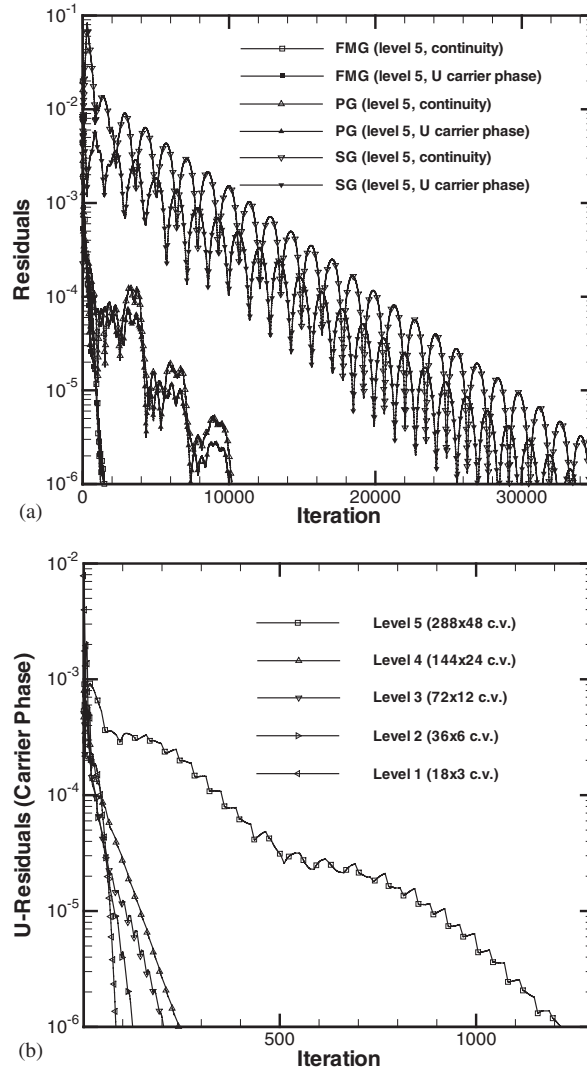 10⁻¹
10⁻²
10⁻³
10⁻⁴
10⁻⁵
10⁻⁶
Residuals
FMG (level 5, continuity)
FMG (level 5, U carrier phase)
PG (level 5, continuity)
PG (level 5, U carrier phase)
SG (level 5, continuity)
SG (level 5, U carrier phase)
0 10000 20000 30000
(a) Iteration
10⁻²
10⁻³
10⁻⁴
10⁻⁵
10⁻⁶
U-Residuals (Carrier Phase)
Level 5 (288x48 c.v.)
Level 4 (144x24 c.v.)
Level 3 (72x12 c.v.)
Level 2 (36x6 c.v.)
Level 1 (18x3 c.v.)
500 1000
(b) Iteration